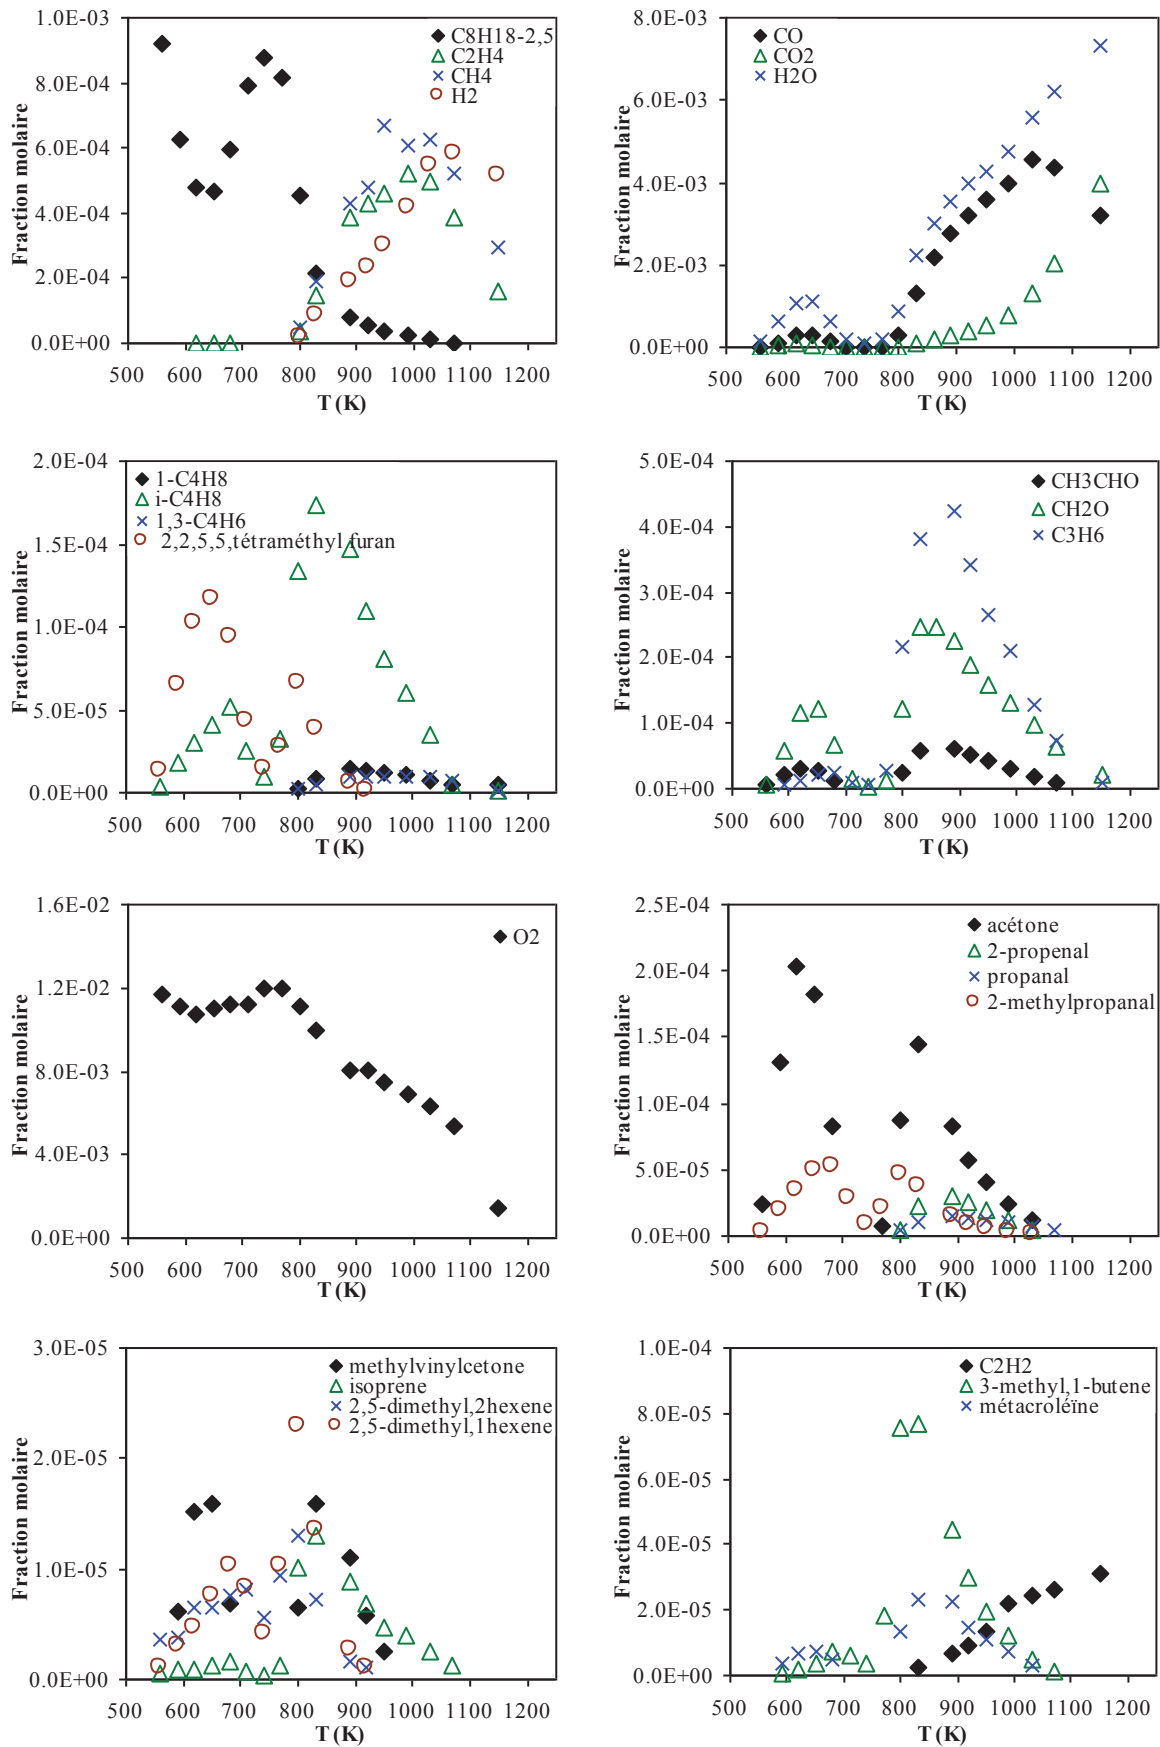 1.0E-03
8.0E-04
6.0E-04
4.0E-04
2.0E-04
0.0E+00
Fraction molaire
C8H18-2,5
C2H4
CH4
H2
500 600 700 800 900 1000 1100 1200
T (K)
8.0E-03
6.0E-03
4.0E-03
2.0E-03
0.0E+00
Fraction molaire
CO
CO2
H2O
500 600 700 800 900 1000 1100 1200
T (K)
2.0E-04
1.5E-04
1.0E-04
5.0E-05
0.0E+00
Fraction molaire
1-C4H8
i-C4H8
1,3-C4H6
2,2,5,5,tétraméthyl furan
500 600 700 800 900 1000 1100 1200
T (K)
5.0E-04
4.0E-04
3.0E-04
2.0E-04
1.0E-04
0.0E+00
Fraction molaire
CH3CHO
CH2O
C3H6
500 600 700 800 900 1000 1100 1200
T (K)
1.6E-02
1.2E-02
8.0E-03
4.0E-03
0.0E+00
Fraction molaire
O2
500 600 700 800 900 1000 1100 1200
T (K)
2.5E-04
2.0E-04
1.5E-04
1.0E-04
5.0E-05
0.0E+00
Fraction molaire
acétone
2-propenal
propanal
2-methylpropanal
500 600 700 800 900 1000 1100 1200
T (K)
3.0E-05
2.0E-05
1.0E-05
0.0E+00
Fraction molaire
methylvinylcetone
isoprene
2,5-dimethyl,2hexene
2,5-dimethyl,1hexene
500 600 700 800 900 1000 1100 1200
T (K)
1.0E-04
8.0E-05
6.0E-05
4.0E-05
2.0E-05
0.0E+00
Fraction molaire
C2H2
3-methyl,1-butene
métacroléïne
500 600 700 800 900 1000 1100 1200
T (K)